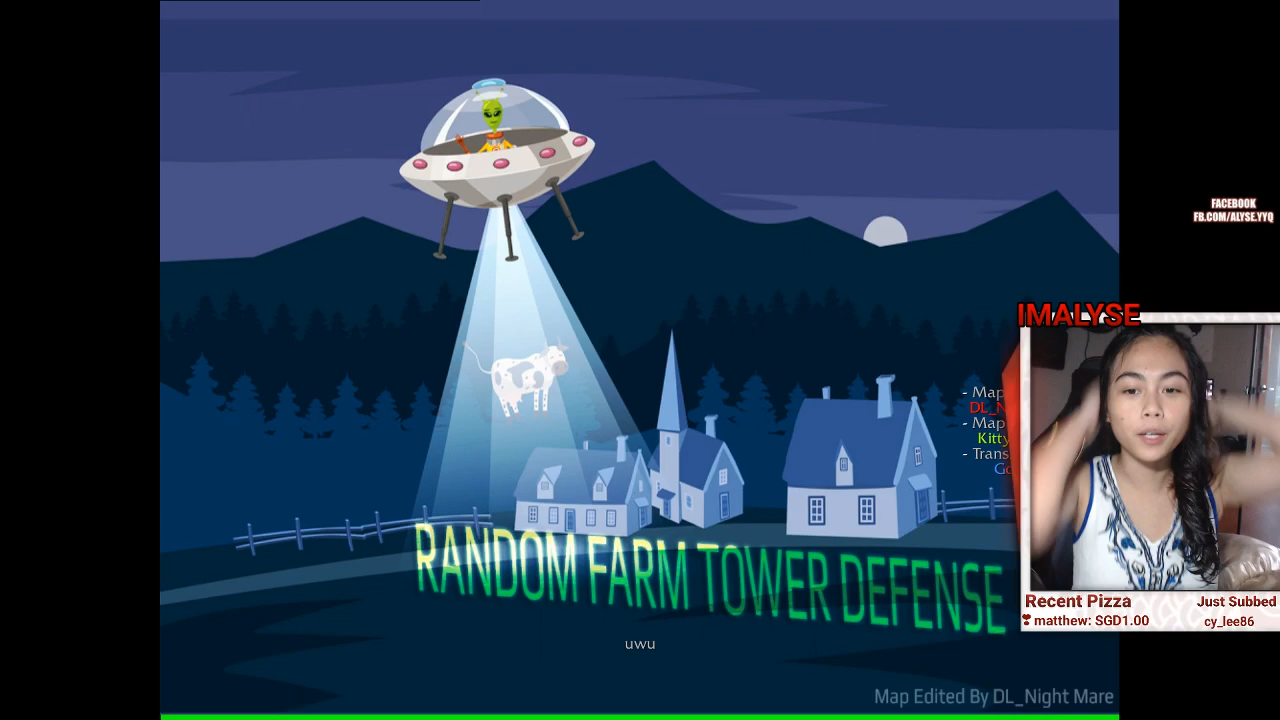 FACEBOOK
FB.COM/ALYSE.YYQ
IMALYSE
- Map
- Map
Kitty
- Trans
RANDOM FARM TOWER DEFENSE
Recent Pizza
Just Subbed
matthew: SGD1.00
cy_lee86
uwu
Map Edited By DL_Night Mare